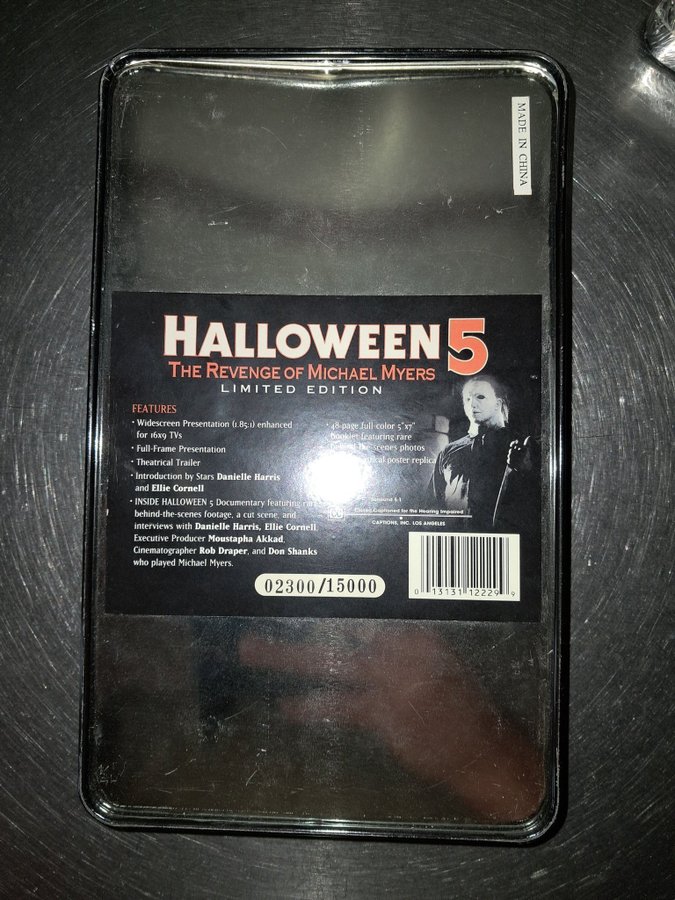 MADE IN CHINA
HALLOWEEN 5
THE REVENGE OF MICHAEL MYERS
LIMITED EDITION
FEATURES
• Widescreen Presentation (1.85:1) enhanced
for 16x9 TVs
• Full-Frame Presentation
• Theatrical Trailer
• Introduction by Stars Danielle Harris
and Ellie Cornell
• INSIDE HALLOWEEN 5 Documentary featuring
behind-the-scenes footage, a cut scene, and
interviews with Danielle Harris, Ellie Cornell,
Executive Producer Moustapha Akkad,
Cinematographer Rob Draper, and Don Shanks
who played Michael Myers.
• 48-page full color 5"x7"
booklet featuring rare
scenes photos
poster replica
5.1
Closed Captioned for the Hearing Impaired
CAPTIONS, INC. LOS ANGELES
02300/15000
0 13131 12229 9